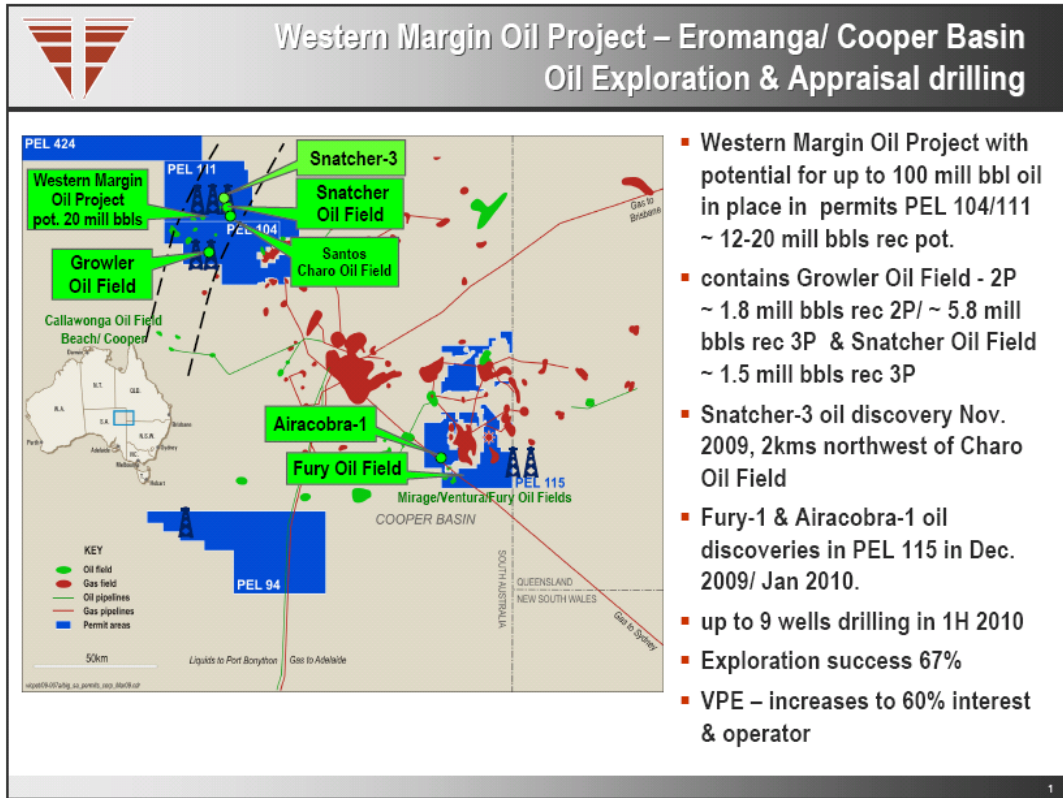 Western Margin Oil Project – Eromanga/ Cooper Basin
Oil Exploration & Appraisal drilling
PEL 424
PEL 111
Snatcher-3
Western Margin
Oil Project
pot. 20 mill bbls
Snatcher
Oil Field
PEL 104
Santos
Charo Oil Field
Growler
Oil Field
Gas to
Brisbane
Callawonga Oil Field
Beach/ Cooper
Darwin
N.T.
QLD.
W.A.
S.A.
Brisbane
N.S.W.
Perth
Adelaide
Sydney
VIC.
Melbourne
T.
Hobart
Airacobra-1
Fury Oil Field
PEL 115
Mirage/Ventura/Fury Oil Fields
COOPER BASIN
PEL 94
SOUTH AUSTRALIA
QUEENSLAND
NEW SOUTH WALES
Gas to Sydney
KEY
Oil field
Gas field
Oil pipelines
Gas pipelines
Permit areas
50km
Liquids to Port Bonython
Gas to Adelaide
▪ Western Margin Oil Project with
potential for up to 100 mill bbl oil
in place in permits PEL 104/111
~ 12-20 mill bbls rec pot.
▪ contains Growler Oil Field - 2P
~ 1.8 mill bbls rec 2P/ ~ 5.8 mill
bbls rec 3P & Snatcher Oil Field
~ 1.5 mill bbls rec 3P
▪ Snatcher-3 oil discovery Nov.
2009, 2kms northwest of Charo
Oil Field
▪ Fury-1 & Airacobra-1 oil
discoveries in PEL 115 in Dec.
2009/ Jan 2010.
▪ up to 9 wells drilling in 1H 2010
▪ Exploration success 67%
▪ VPE – increases to 60% interest
& operator
1